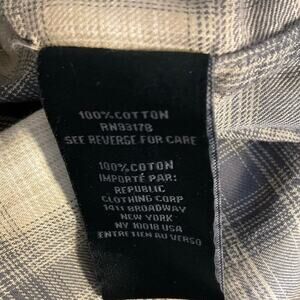 100% COTTON
RN93178
SEE REVERSE FOR CARE
100% COTON
IMPORTÉ PAR:
REPUBLIC
CLOTHING CORP
1411 BROADWAY
NEW YORK
NY 10018 USA
ENTRETIEN AU VERSO